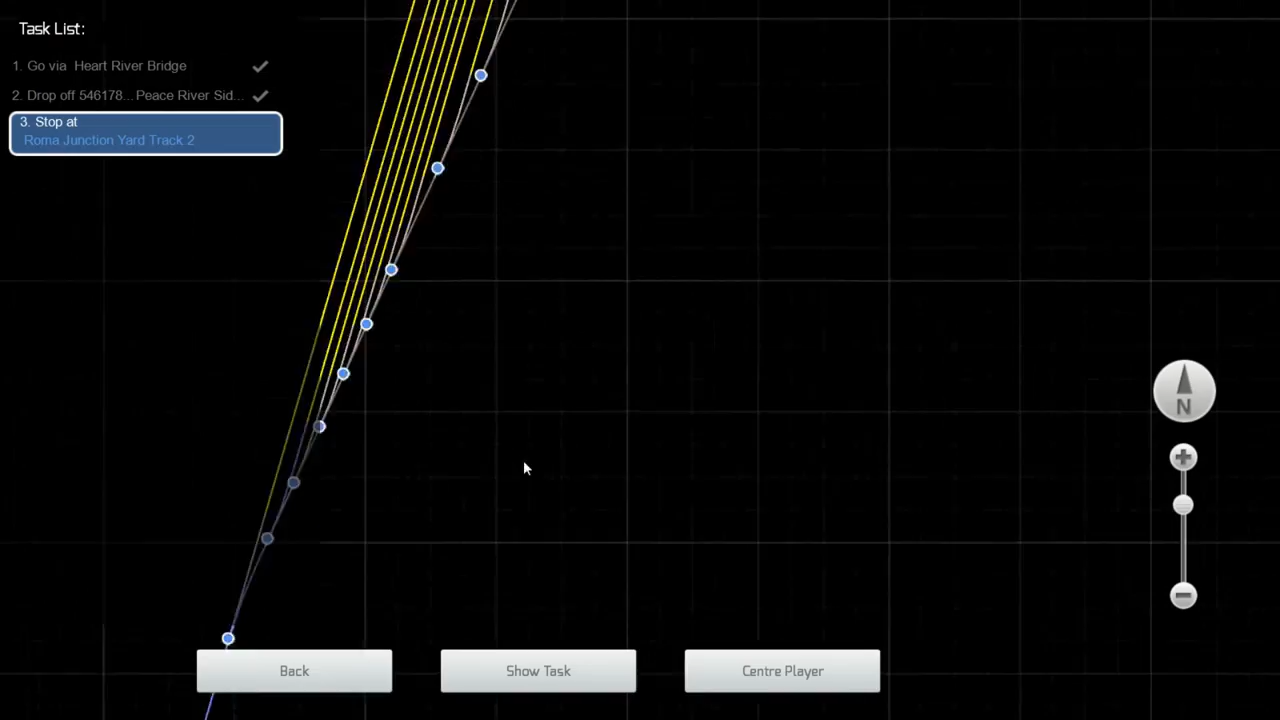 Task List:
1. Go via Heart River Bridge
2. Drop off 546178... Peace River Sid...
3. Stop at
Roma Junction Yard Track 2
N
Back
Show Task
Centre Player